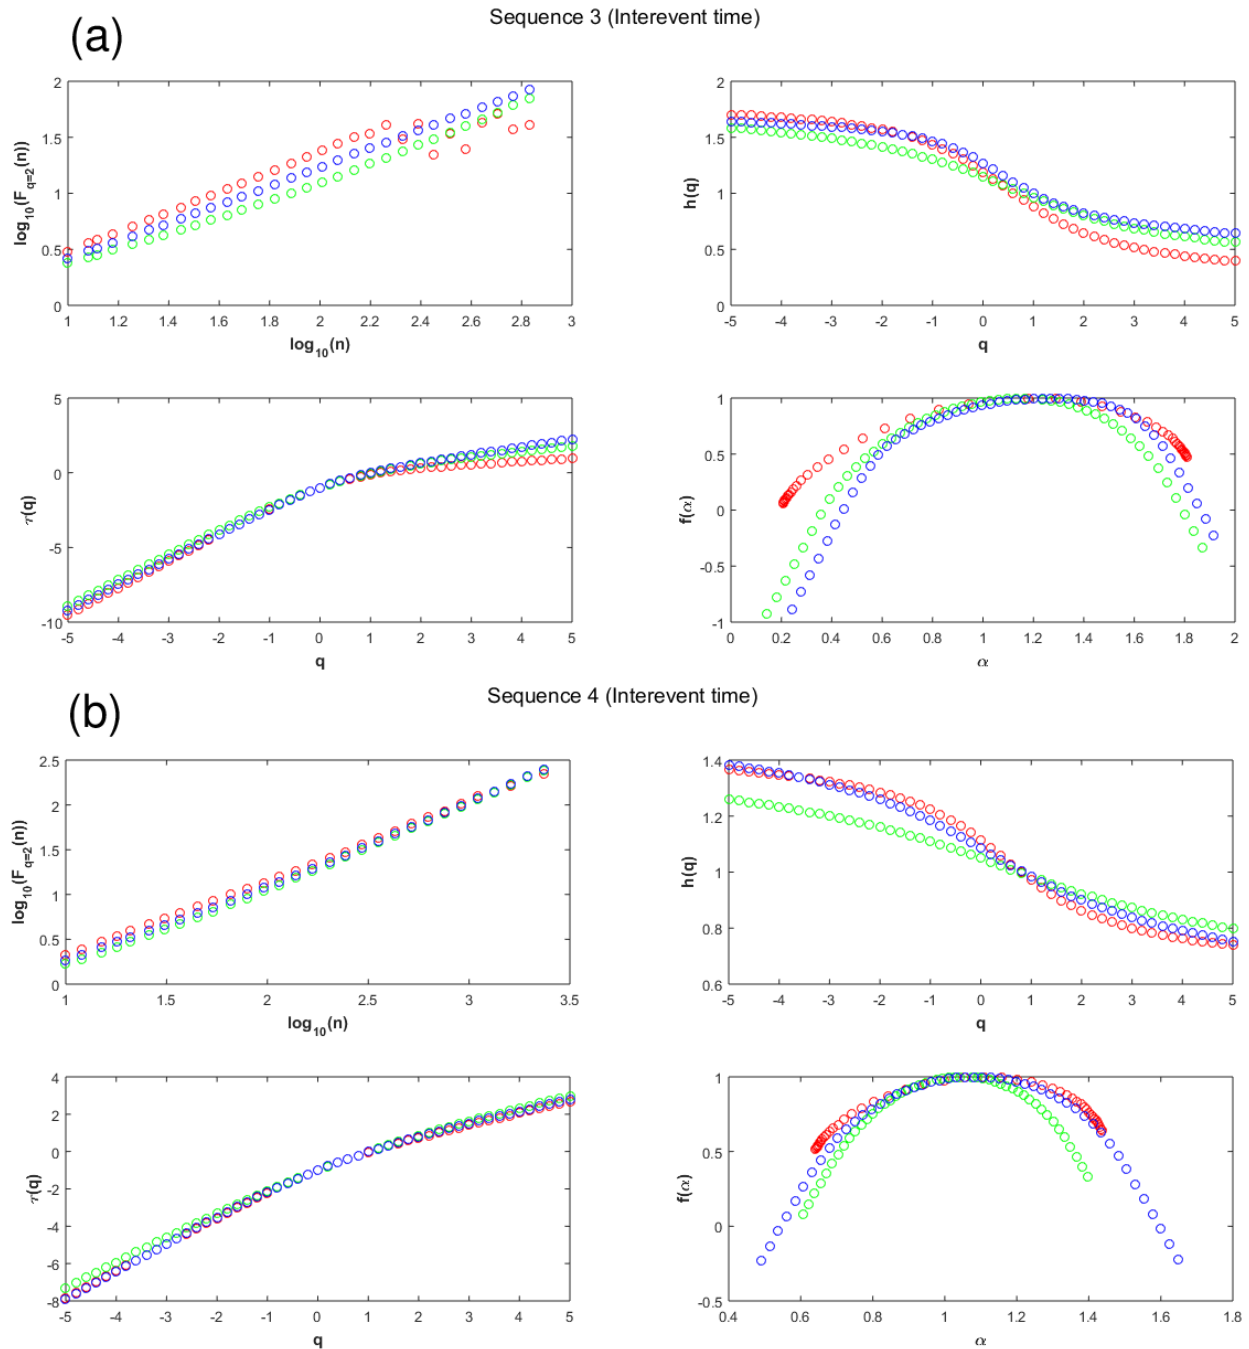 Sequence 3 (Interevent time)
(a)
log10(Fq=2(n))
2
1.5
1
0.5
0
1 1.2 1.4 1.6 1.8 2 2.2 2.4 2.6 2.8 3
log10(n)
h(q)
2
1.5
1
0.5
0
-5 -4 -3 -2 -1 0 1 2 3 4 5
q
τ(q)
5
0
-5
-10
-5 -4 -3 -2 -1 0 1 2 3 4 5
q
f(α)
1
0.5
0
-0.5
-1
0 0.2 0.4 0.6 0.8 1 1.2 1.4 1.6 1.8 2
α
Sequence 4 (Interevent time)
(b)
log10(Fq=2(n))
2.5
2
1.5
1
0.5
0
1 1.5 2 2.5 3 3.5
log10(n)
h(q)
1.4
1.2
1
0.8
0.6
-5 -4 -3 -2 -1 0 1 2 3 4 5
q
τ(q)
4
2
0
-2
-4
-6
-8
-5 -4 -3 -2 -1 0 1 2 3 4 5
q
f(α)
1
0.5
0
-0.5
0.4 0.6 0.8 1 1.2 1.4 1.6 1.8
α